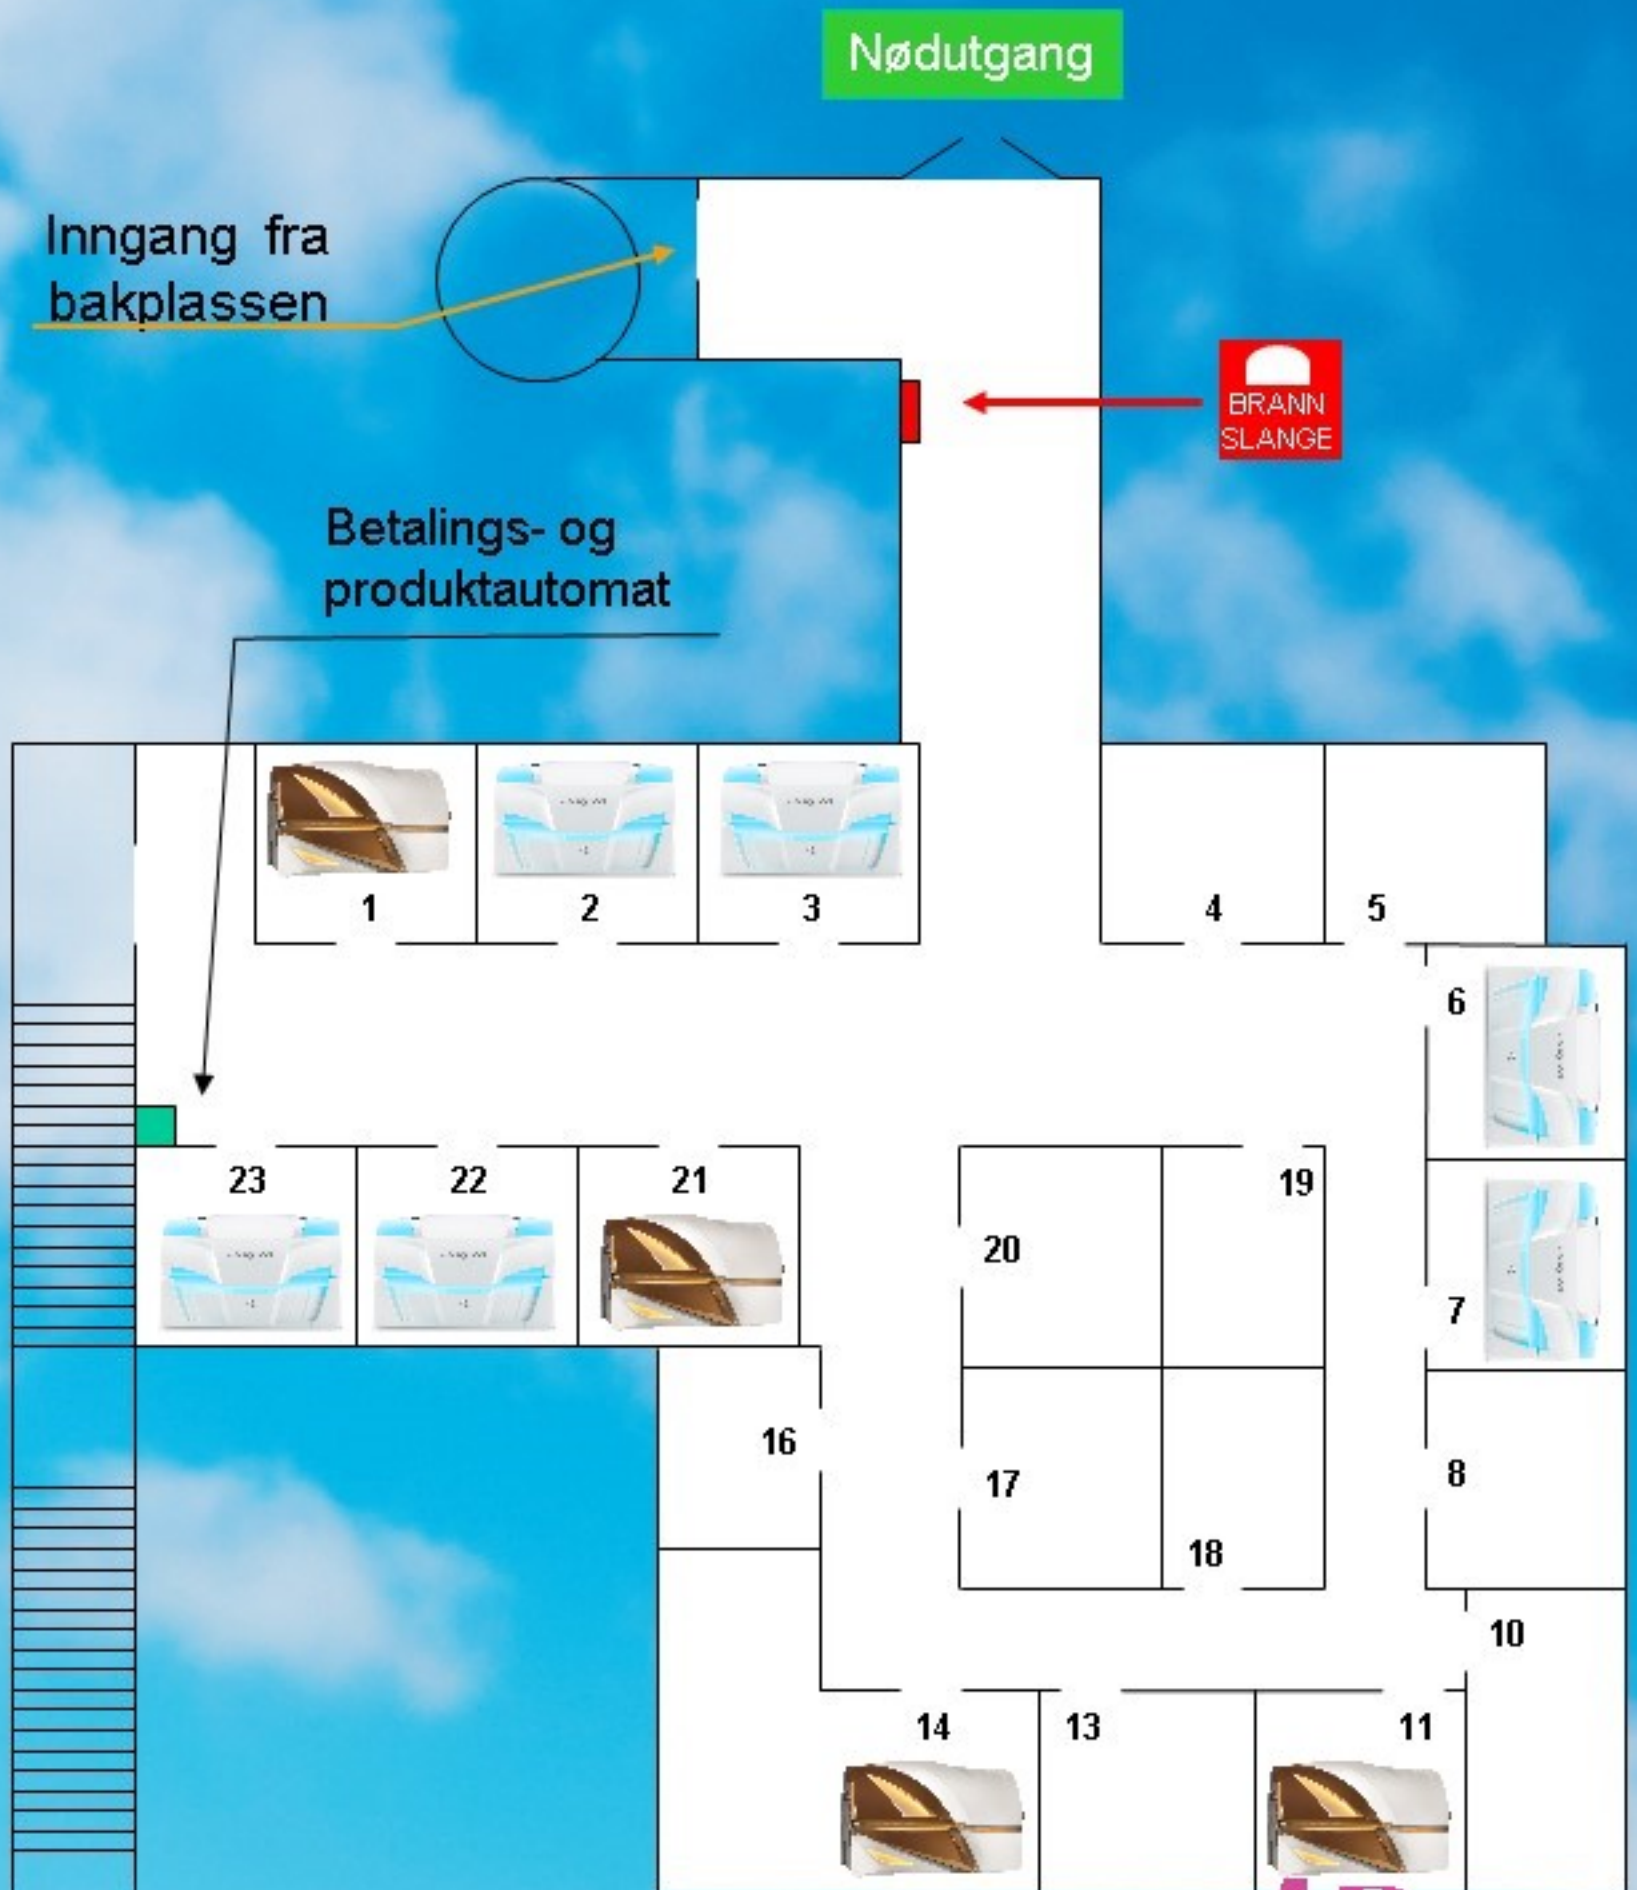 Nødutgang
Inngang fra
bakplassen
BRANN
SLANGE
Betalings- og
produktautomat
1
2
3
4
5
6
23
22
21
19
20
7
16
8
17
18
10
14
13
11